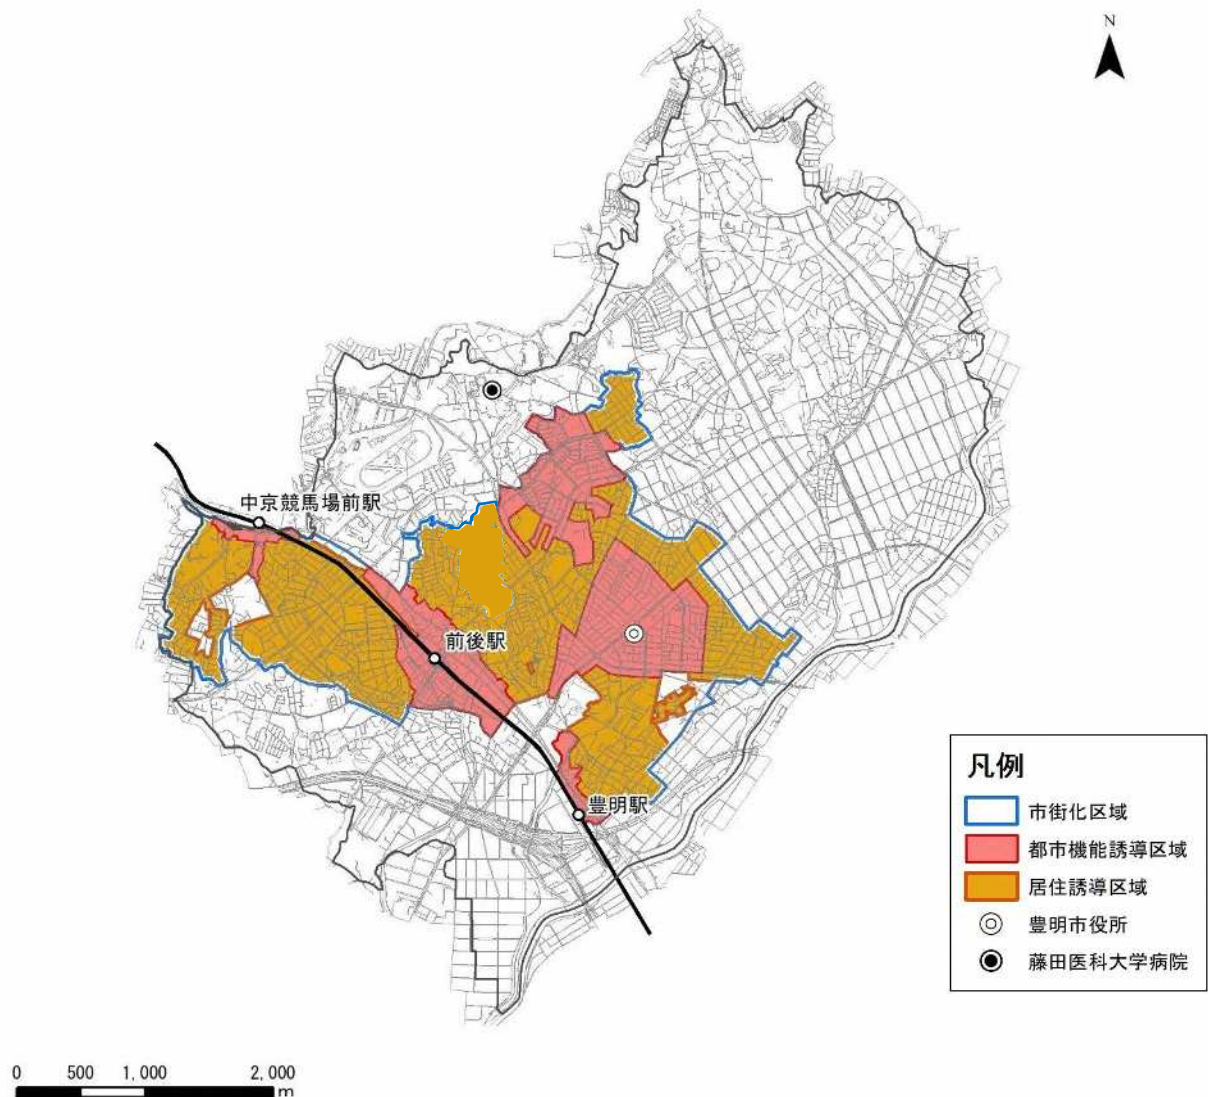 N
中京競馬場前駅
前後駅
豊明駅
凡例
市街化区域
都市機能誘導区域
居住誘導区域
豊明市役所
藤田医科大学病院
0 500 1,000 2,000
m